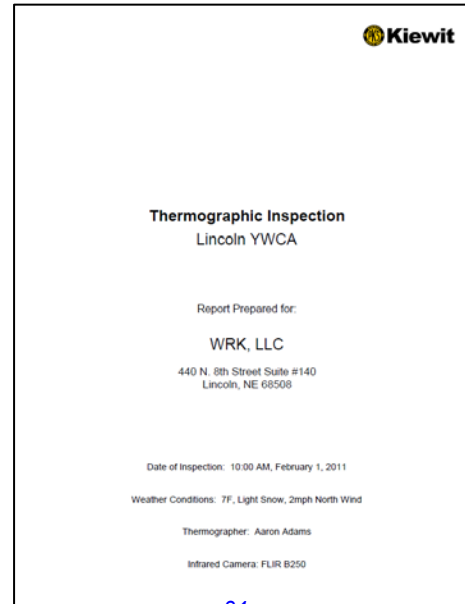 Kiewit
Thermographic Inspection
Lincoln YWCA
Report Prepared for:
WRK, LLC
440 N. 8th Street Suite #140
Lincoln, NE 68508
Date of Inspection: 10:00 AM, February 1, 2011
Weather Conditions: 7F, Light Snow, 2mph North Wind
Thermographer: Aaron Adams
Infrared Camera: FLIR B250